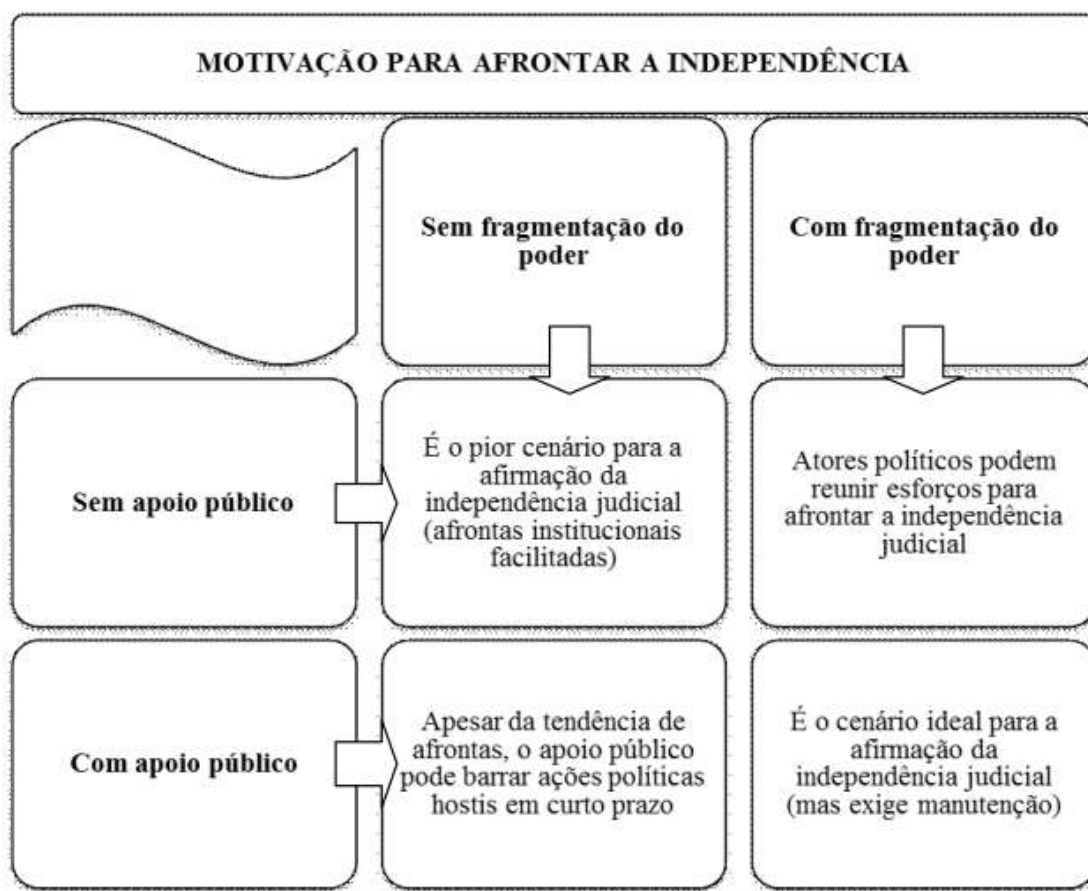 MOTIVAÇÃO PARA AFRONTAR A INDEPENDÊNCIA
Sem fragmentação do
poder
Com fragmentação do
poder
Sem apoio público
É o pior cenário para a
afirmação da
independência judicial
(afrontas institucionais
facilitadas)
Atores políticos podem
reunir esforços para
afrontar a independência
judicial
Com apoio público
Apesar da tendência de
afrontas, o apoio público
pode barrar ações políticas
hostis em curto prazo
É o cenário ideal para a
afirmação da
independência judicial
(mas exige manutenção)